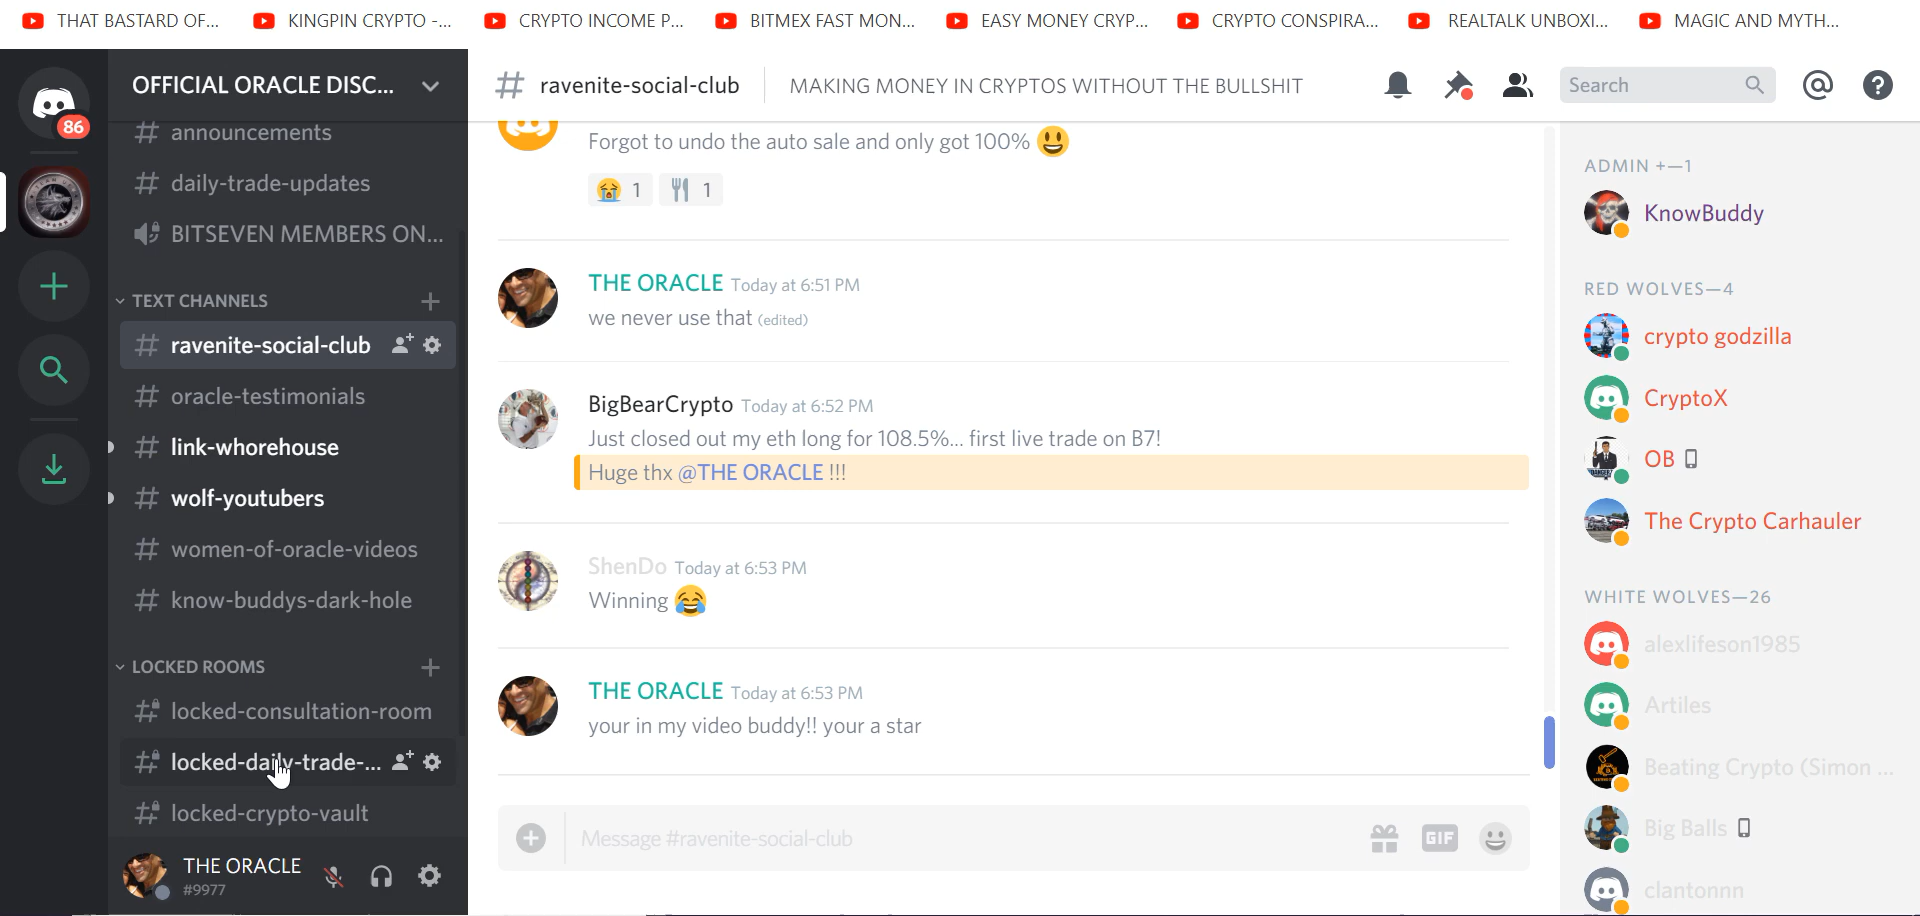 THAT BASTARD OF...
KINGPIN CRYPTO -...
CRYPTO INCOME P...
BITMEX FAST MON...
EASY MONEY CRYP...
CRYPTO CONSPIRA...
REALTALK UNBOXI...
MAGIC AND MYTH...
86
OFFICIAL ORACLE DISC...
# announcements
# daily-trade-updates
BITSEVEN MEMBERS ON...
TEXT CHANNELS
# ravenite-social-club
# oracle-testimonials
# link-whorehouse
# wolf-youtubers
# women-of-oracle-videos
# know-buddys-dark-hole
LOCKED ROOMS
# locked-consultation-room
# locked-daily-trade-...
# locked-crypto-vault
THE ORACLE
#9977
# ravenite-social-club
MAKING MONEY IN CRYPTOS WITHOUT THE BULLSHIT
Search
Forgot to undo the auto sale and only got 100% 😃
😭 1 🍴 1
THE ORACLE Today at 6:51 PM
we never use that (edited)
BigBearCrypto Today at 6:52 PM
Just closed out my eth long for 108.5%... first live trade on B7!
Huge thx @THE ORACLE !!!
ShenDo Today at 6:53 PM
Winning 😂
THE ORACLE Today at 6:53 PM
your in my video buddy!! your a star
Message #ravenite-social-club
GIF
ADMIN +—1
KnowBuddy
RED WOLVES—4
crypto godzilla
CryptoX
OB
The Crypto Carhauler
WHITE WOLVES—26
alexlifeson1985
Artiles
Beating Crypto (Simon ...
Big Balls
clantonnn